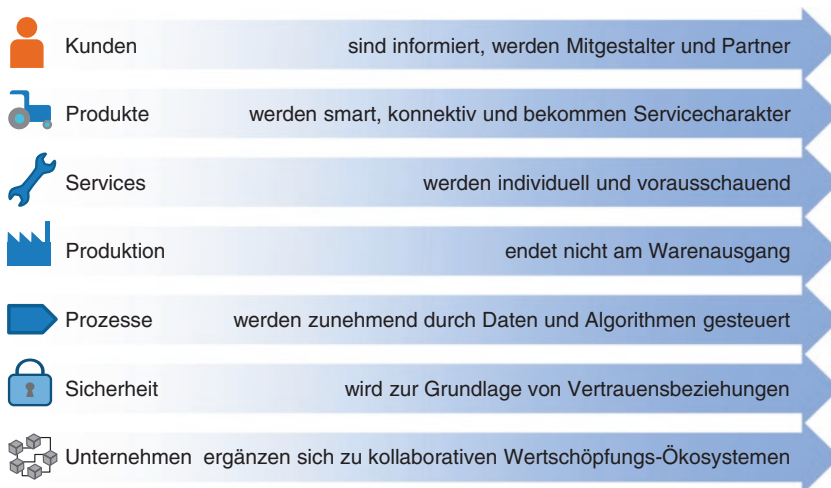 Kunden sind informiert, werden Mitgestalter und Partner
Produkte werden smart, konnektiv und bekommen Servicecharakter
Services werden individuell und vorausschauend
Produktion endet nicht am Warenausgang
Prozesse werden zunehmend durch Daten und Algorithmen gesteuert
Sicherheit wird zur Grundlage von Vertrauensbeziehungen
Unternehmen ergänzen sich zu kollaborativen Wertschöpfungs-Ökosystemen